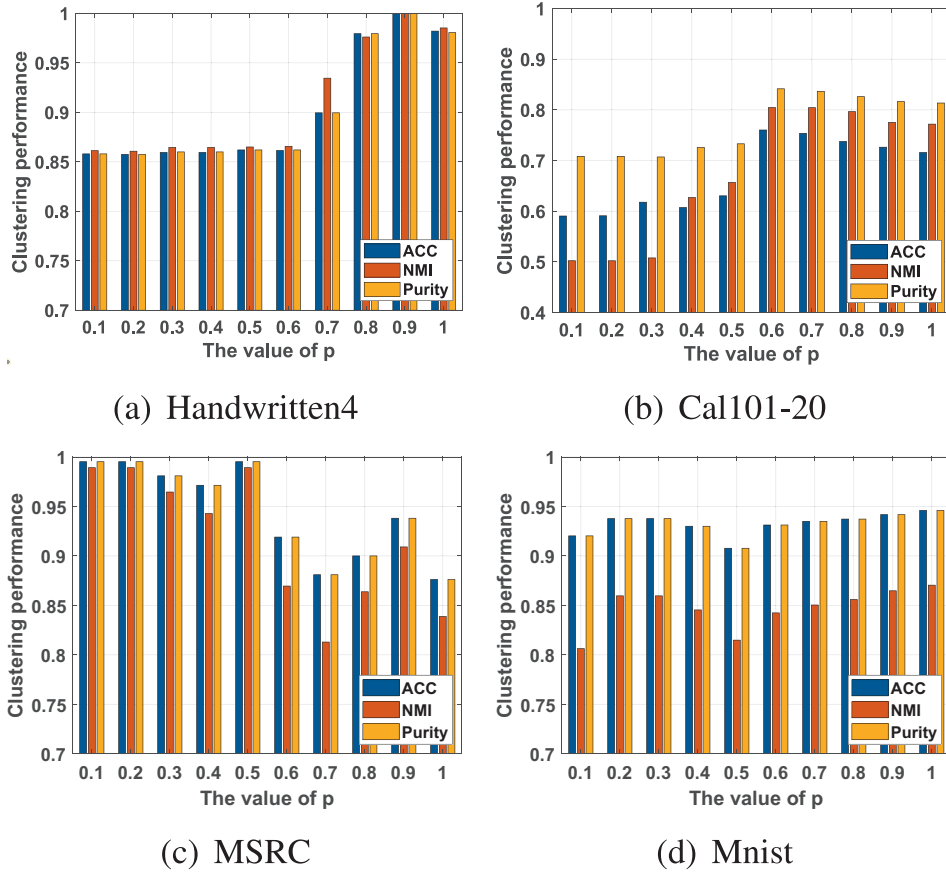 1
0.95
0.9
0.85
0.8
0.75
0.7
Clustering performance
ACC
NMI
Purity
0.1 0.2 0.3 0.4 0.5 0.6 0.7 0.8 0.9 1
The value of p
(a) Handwritten4
1
0.9
0.8
0.7
0.6
0.5
0.4
Clustering performance
ACC
NMI
Purity
0.1 0.2 0.3 0.4 0.5 0.6 0.7 0.8 0.9 1
The value of p
(b) Cal101-20
1
0.95
0.9
0.85
0.8
0.75
0.7
Clustering performance
ACC
NMI
Purity
0.1 0.2 0.3 0.4 0.5 0.6 0.7 0.8 0.9 1
The value of p
(c) MSRC
1
0.95
0.9
0.85
0.8
0.75
0.7
Clustering performance
ACC
NMI
Purity
0.1 0.2 0.3 0.4 0.5 0.6 0.7 0.8 0.9 1
The value of p
(d) Mnist